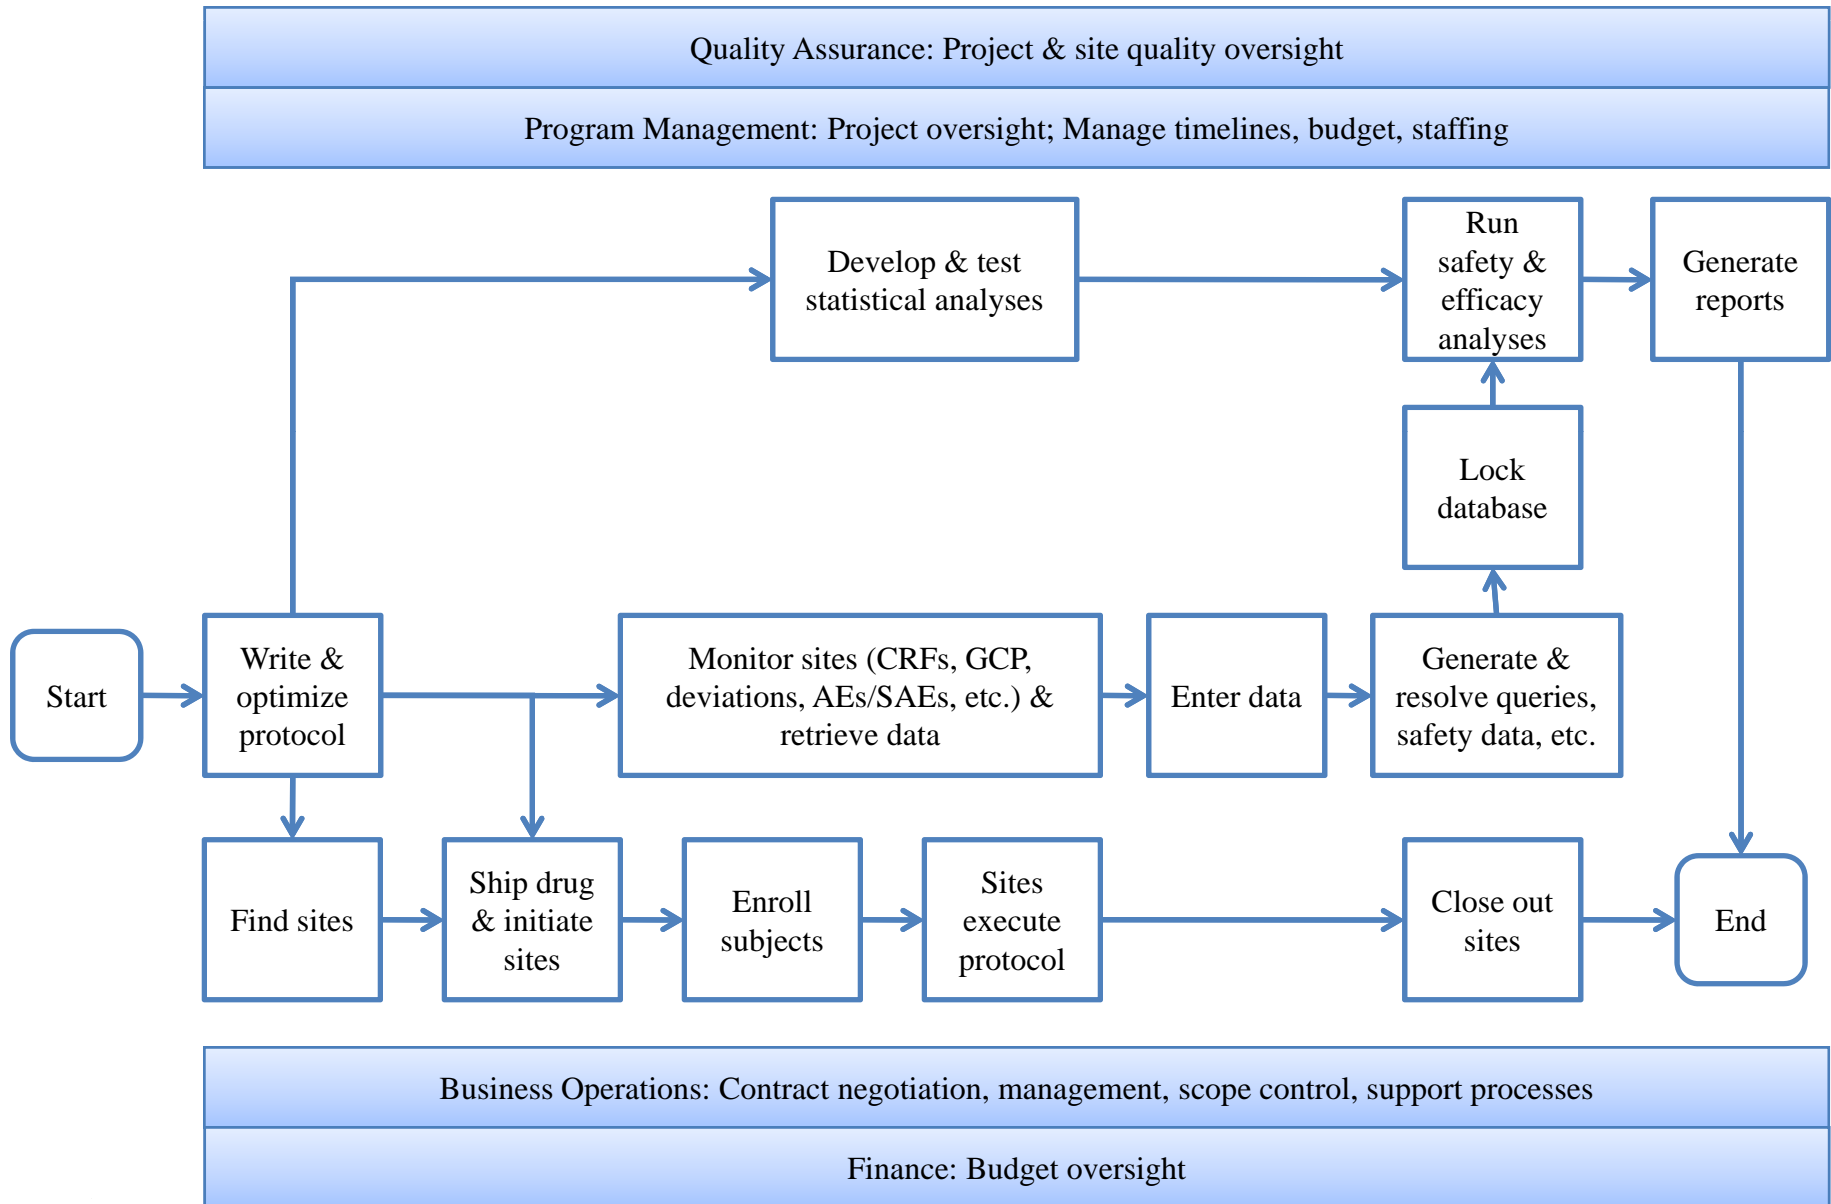 Quality Assurance: Project & site quality oversight
Program Management: Project oversight; Manage timelines, budget, staffing
Develop & test
statistical analyses
Run
safety &
efficacy
analyses
Generate
reports
Lock
database
Start
Write &
optimize
protocol
Monitor sites (CRFs, GCP,
deviations, AEs/SAEs, etc.) &
retrieve data
Enter data
Generate &
resolve queries,
safety data, etc.
Find sites
Ship drug
& initiate
sites
Enroll
subjects
Sites
execute
protocol
Close out
sites
End
Business Operations: Contract negotiation, management, scope control, support processes
Finance: Budget oversight